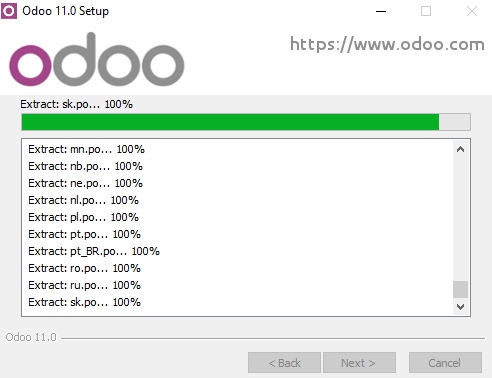 Odoo 11.0 Setup
odoo
https://www.odoo.com
Extract: sk.po... 100%
Extract: mn.po... 100%
Extract: nb.po... 100%
Extract: ne.po... 100%
Extract: nl.po... 100%
Extract: pl.po... 100%
Extract: pt.po... 100%
Extract: pt_BR.po... 100%
Extract: ro.po... 100%
Extract: ru.po... 100%
Extract: sk.po... 100%
Odoo 11.0
< Back
Next >
Cancel